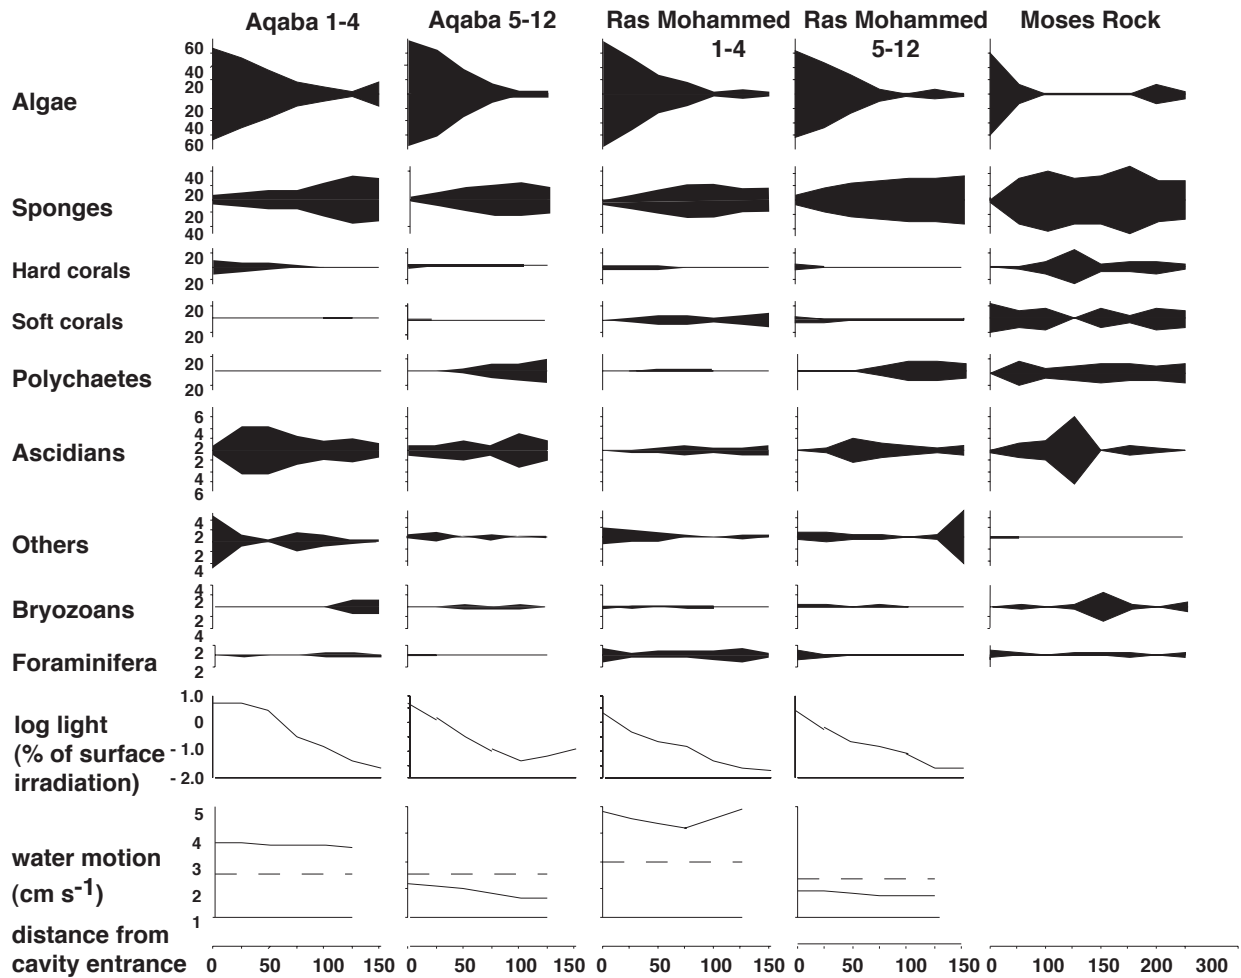 Aqaba 1-4 Aqaba 5-12 Ras Mohammed 1-4 Ras Mohammed 5-12 Moses Rock
Algae
60
40
20
20
40
60
Sponges
40
20
20
40
Hard corals
20
20
Soft corals
20
20
Polychaetes
20
20
Ascidians
6
4
2
2
4
6
Others
4
2
2
4
Bryozoans
4
2
2
4
Foraminifera
2
2
log light
(% of surface
irradiation)
1.0
0
- 1.0
- 2.0
water motion
(cm s-1)
5
4
3
2
1
distance from
cavity entrance
0 50 100 150 0 50 100 150 0 50 100 150 0 50 100 150 0 50 100 150 200 300